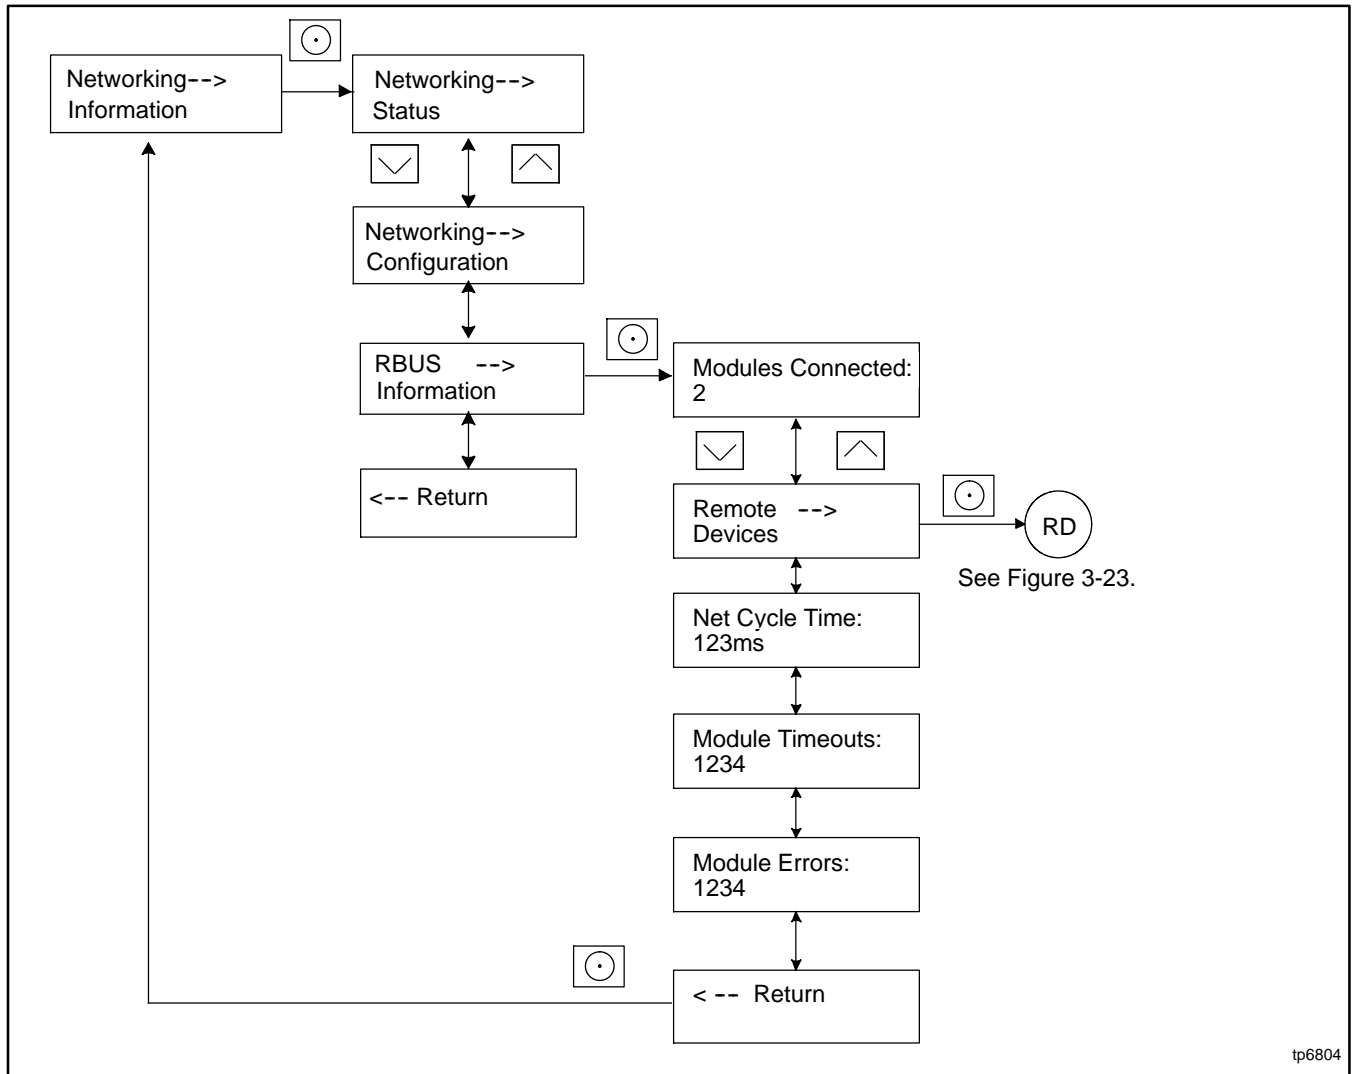 Networking-->
Information
Networking-->
Status
Networking-->
Configuration
RBUS -->
Information
<-- Return
Modules Connected:
2
Remote -->
Devices
RD
See Figure 3-23.
Net Cycle Time:
123ms
Module Timeouts:
1234
Module Errors:
1234
< -- Return
tp6804